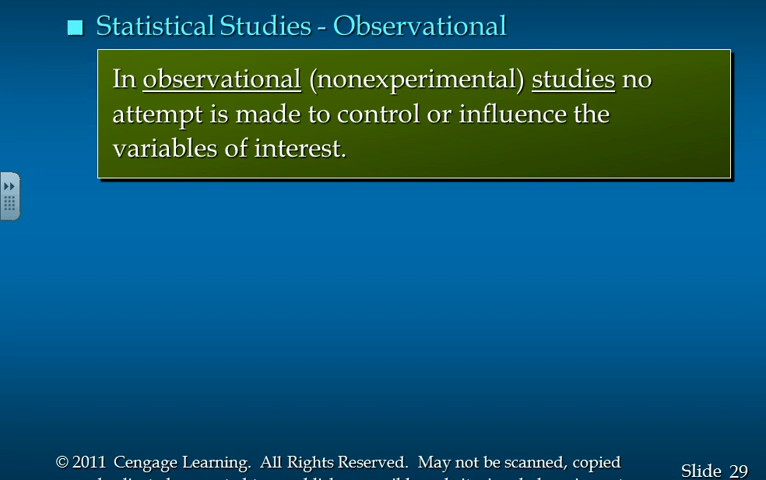 Statistical Studies - Observational
In observational (nonexperimental) studies no
attempt is made to control or influence the
variables of interest.
© 2011 Cengage Learning. All Rights Reserved. May not be scanned, copied
Slide 29